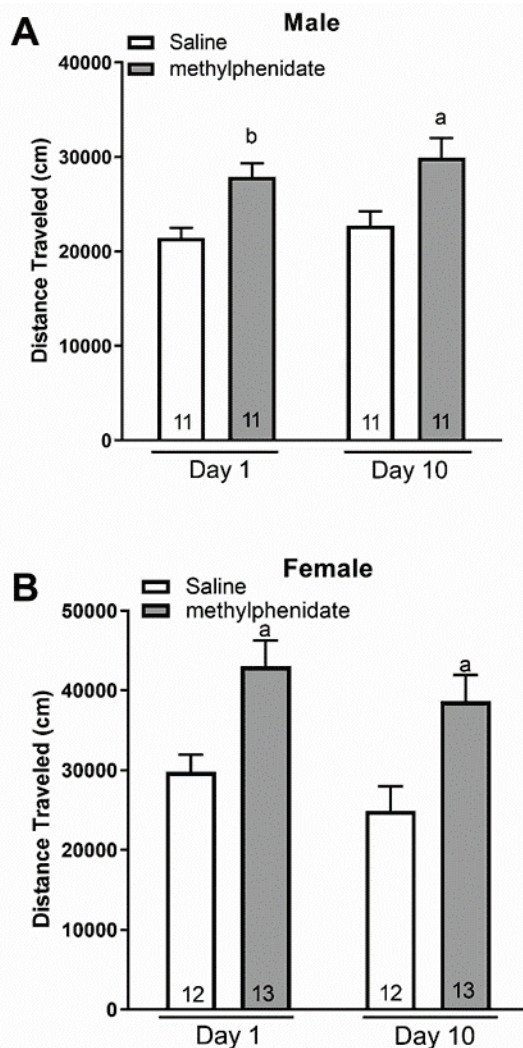 A
Male
Saline
methylphenidate
40000
30000
20000
10000
0
Distance Traveled (cm)
b
a
11
11
11
11
Day 1
Day 10
B
Female
Saline
methylphenidate
50000
40000
30000
20000
10000
0
Distance Traveled (cm)
a
a
12
13
12
13
Day 1
Day 10